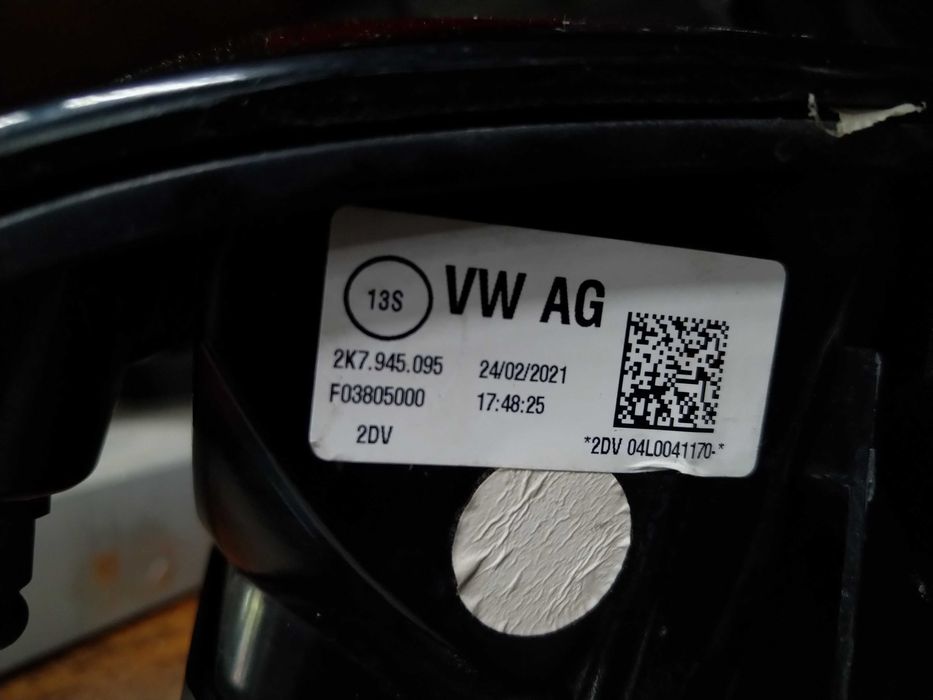 13S VW AG
2K7.945.095 24/02/2021
F03805000 17:48:25
2DV *2DV 04L0041170-*